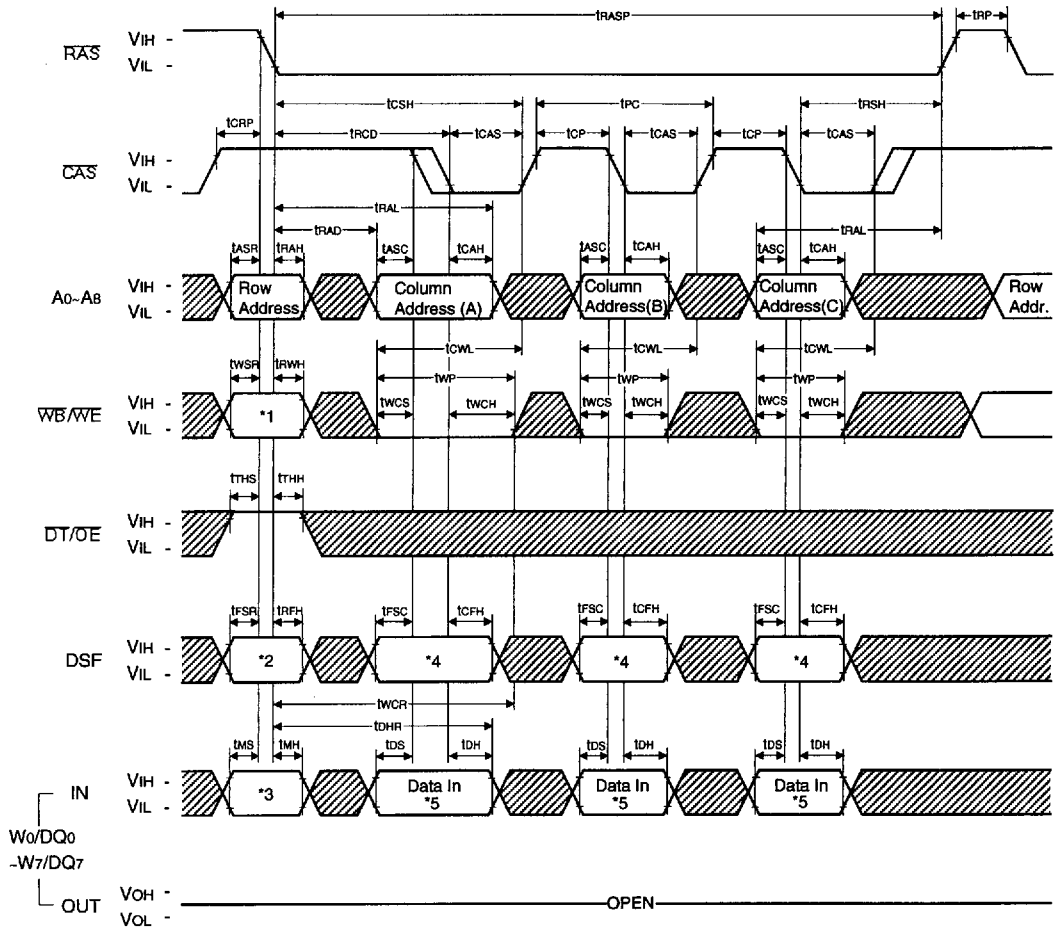 tRASP tRP
RAS VIH -
VIL -
tCSH tPC tRSH
tCRP tRCD tCAS tCP tCAS tCP tCAS
CAS VIH -
VIL -
tRAL
tRAD tRAL
tASR tRAH tASC tCAH tASC tCAH tASC tCAH
A0~A8 VIH -
VIL -
Row Address
Column Address (A)
Column Address(B)
Column Address(C)
Row Addr.
tCWL tCWL tCWL
tWSR tRWH tWP tWP tWP
tWCS tWCH tWCS tWCH tWCS tWCH
WB/WE VIH -
VIL -
*1
tTHS tTHH
DT/OE VIH -
VIL -
tFSR tRFH tFSC tCFH tFSC tCFH tFSC tCFH
DSF VIH -
VIL -
*2 *4 *4 *4
tWCR
tDHR
tMS tMH tDS tDH tDS tDH tDS tDH
IN VIH -
VIL -
*3
Data In *5
Data In *5
Data In *5
W0/DQ0
~W7/DQ7
OUT VOH -
VOL -
OPEN